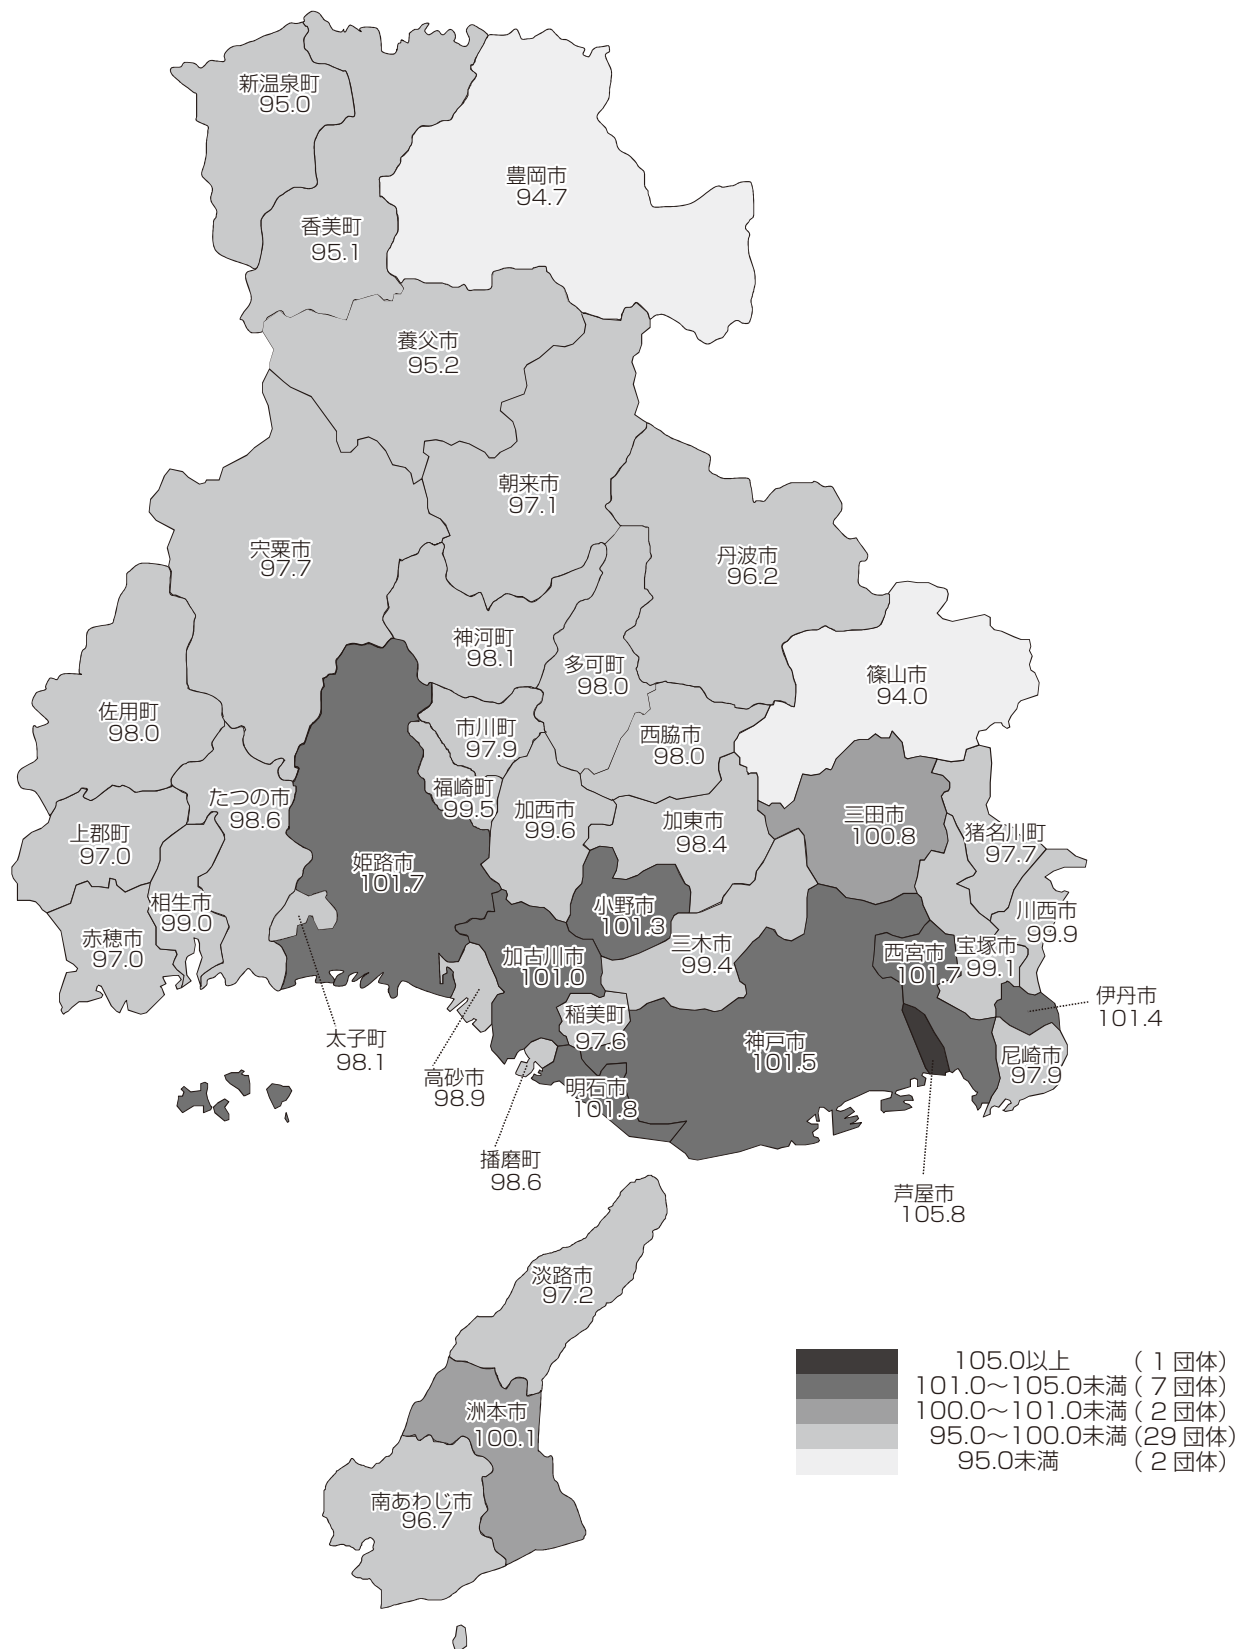 新温泉町
95.0
豊岡市
94.7
香美町
95.1
養父市
95.2
朝来市
97.1
宍粟市
97.7
丹波市
96.2
神河町
98.1
多可町
98.0
篠山市
94.0
佐用町
98.0
市川町
97.9
西脇市
98.0
福崎町
99.5
たつの市
98.6
加西市
99.6
加東市
98.4
三田市
100.8
上郡町
97.0
猪名川町
97.7
姫路市
101.7
相生市
99.0
小野市
101.3
川西市
99.9
赤穂市
97.0
三木市
99.4
西宮市
101.7
宝塚市
99.1
加古川市
101.0
伊丹市
101.4
稲美町
97.6
太子町
98.1
神戸市
101.5
尼崎市
97.9
高砂市
98.9
明石市
101.8
播磨町
98.6
芦屋市
105.8
淡路市
97.2
洲本市
100.1
南あわじ市
96.7
105.0以上 (1団体)
101.0～105.0未満(7団体)
100.0～101.0未満(2団体)
95.0～100.0未満(29団体)
95.0未満 (2団体)